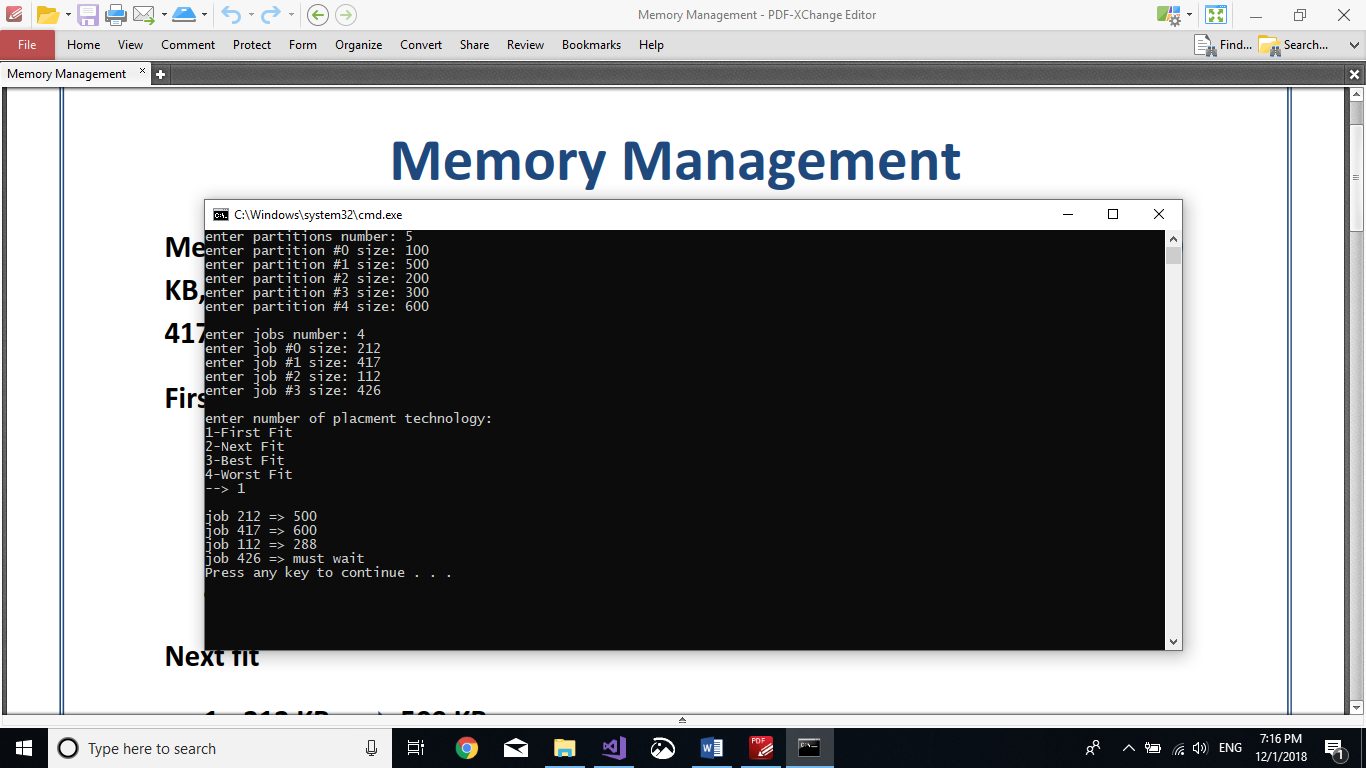 Memory Management - PDF-XChange Editor
File Home View Comment Protect Form Organize Convert Share Review Bookmarks Help Find... Search...
Memory Management
Memory Management
Me
KB,
417
Firs
C:\Windows\system32\cmd.exe
enter partitions number: 5
enter partition #0 size: 100
enter partition #1 size: 500
enter partition #2 size: 200
enter partition #3 size: 300
enter partition #4 size: 600
enter jobs number: 4
enter job #0 size: 212
enter job #1 size: 417
enter job #2 size: 112
enter job #3 size: 426
enter number of placment technology:
1-First Fit
2-Next Fit
3-Best Fit
4-Worst Fit
--> 1
job 212 => 500
job 417 => 600
job 112 => 288
job 426 => must wait
Press any key to continue . . .
Next fit
Type here to search
ENG
7:16 PM
12/1/2018
1